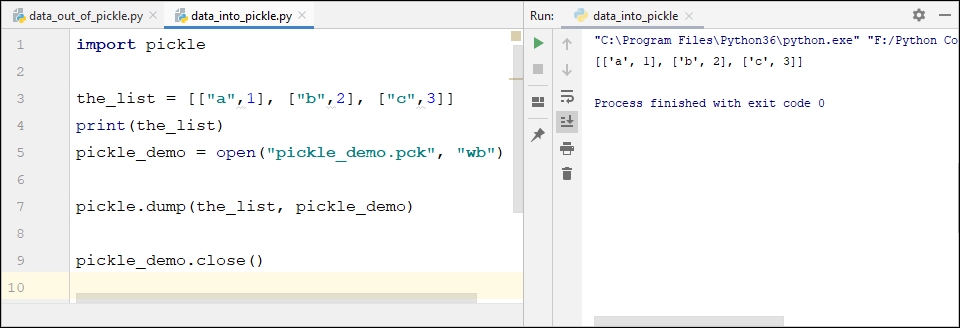 data_out_of_pickle.py
data_into_pickle.py
1 import pickle
2
3 the_list = [["a",1], ["b",2], ["c",3]]
4 print(the_list)
5 pickle_demo = open("pickle_demo.pck", "wb")
6
7 pickle.dump(the_list, pickle_demo)
8
9 pickle_demo.close()
10
Run: data_into_pickle
"C:\Program Files\Python36\python.exe" "F:/Python Co
[['a', 1], ['b', 2], ['c', 3]]
Process finished with exit code 0